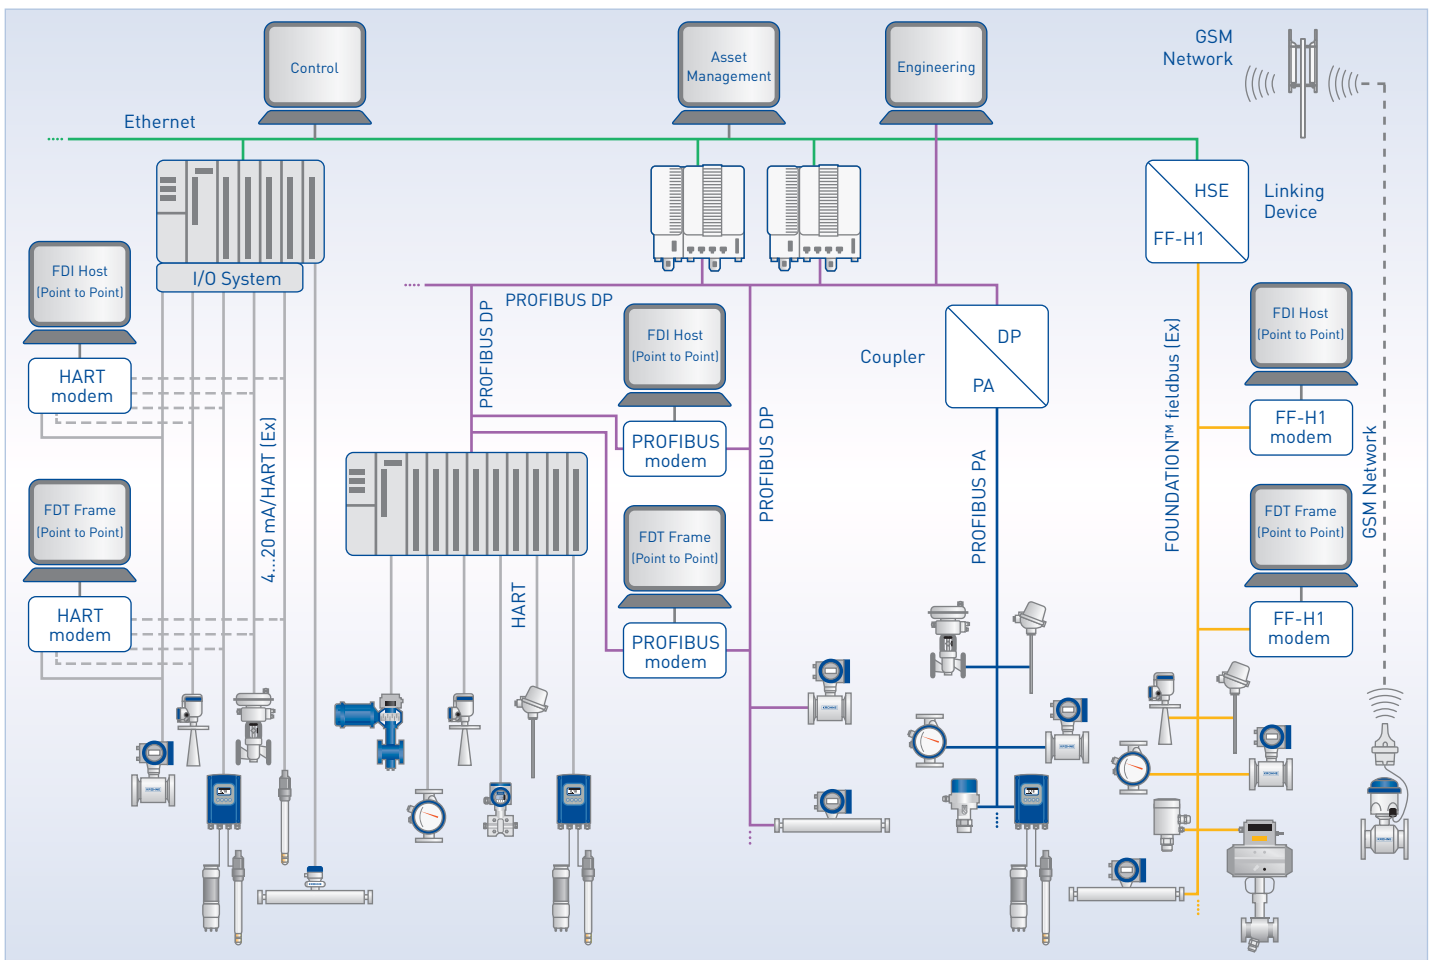 Control
Asset
Management
Engineering
GSM
Network
Ethernet
HSE
FF-H1
Linking
Device
I/O System
FDI Host
(Point to Point)
HART
modem
PROFIBUS DP
PROFIBUS DP
FDI Host
(Point to Point)
PROFIBUS
modem
PROFIBUS DP
Coupler
DP
PA
FOUNDATION™ fieldbus (Ex)
FDI Host
(Point to Point)
FF-H1
modem
GSM Network
4...20 mA/HART (Ex)
FDT Frame
(Point to Point)
HART
modem
HART
FDT Frame
(Point to Point)
PROFIBUS
modem
PROFIBUS PA
FDT Frame
(Point to Point)
FF-H1
modem